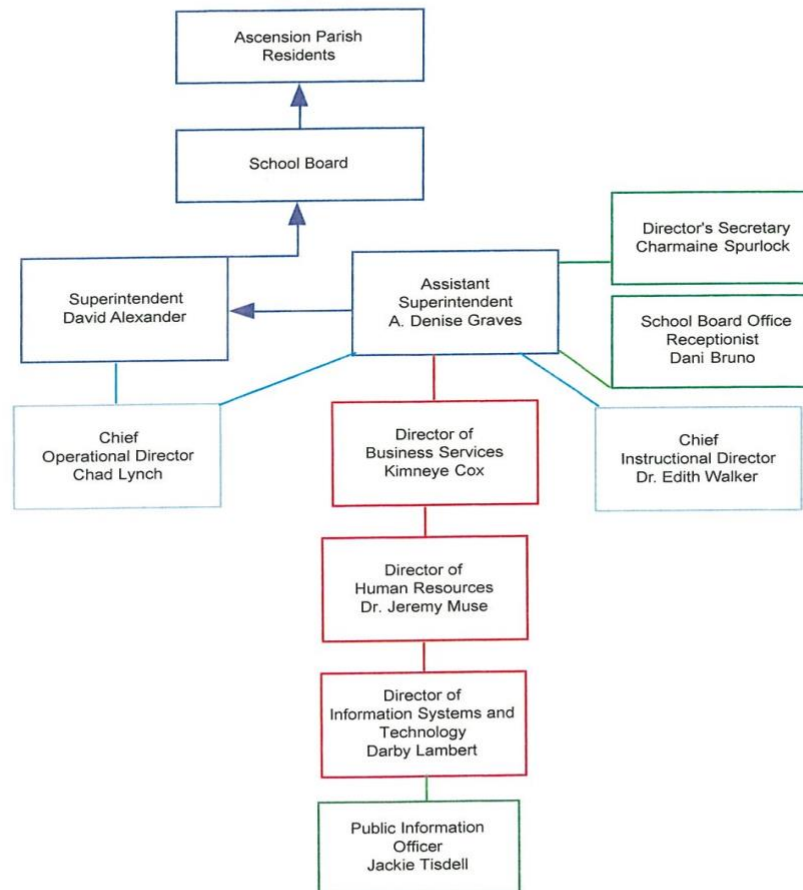 Ascension Parish
Residents
School Board
Director's Secretary
Charmaine Spurlock
Superintendent
David Alexander
Assistant
Superintendent
A. Denise Graves
School Board Office
Receptionist
Dani Bruno
Chief
Operational Director
Chad Lynch
Director of
Business Services
Kimneye Cox
Chief
Instructional Director
Dr. Edith Walker
Director of
Human Resources
Dr. Jeremy Muse
Director of
Information Systems and
Technology
Darby Lambert
Public Information
Officer
Jackie Tisdell